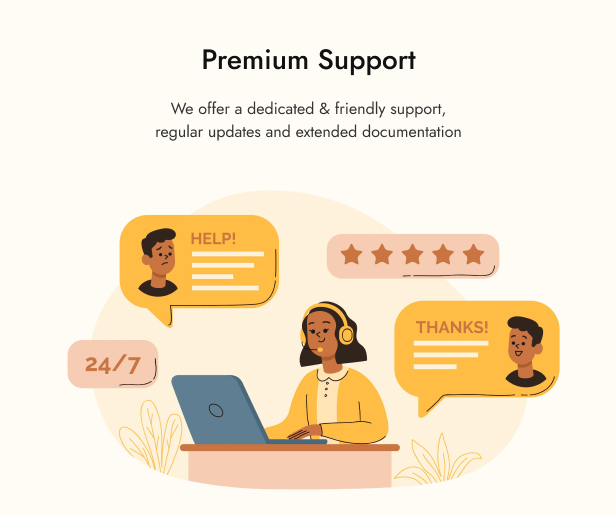 Premium Support
We offer a dedicated & friendly support,
regular updates and extended documentation
HELP!
THANKS!
24/7